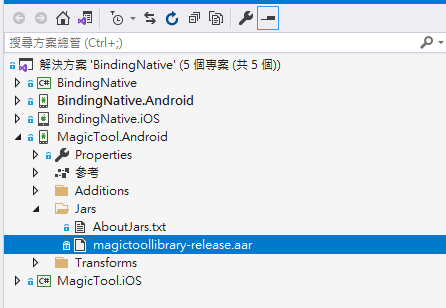 搜尋方案總管 (Ctrl+;)
解決方案 'BindingNative' (5 個專案 (共 5 個))
BindingNative
BindingNative.Android
BindingNative.iOS
MagicTool.Android
Properties
參考
Additions
Jars
AboutJars.txt
magictoollibrary-release.aar
Transforms
MagicTool.iOS